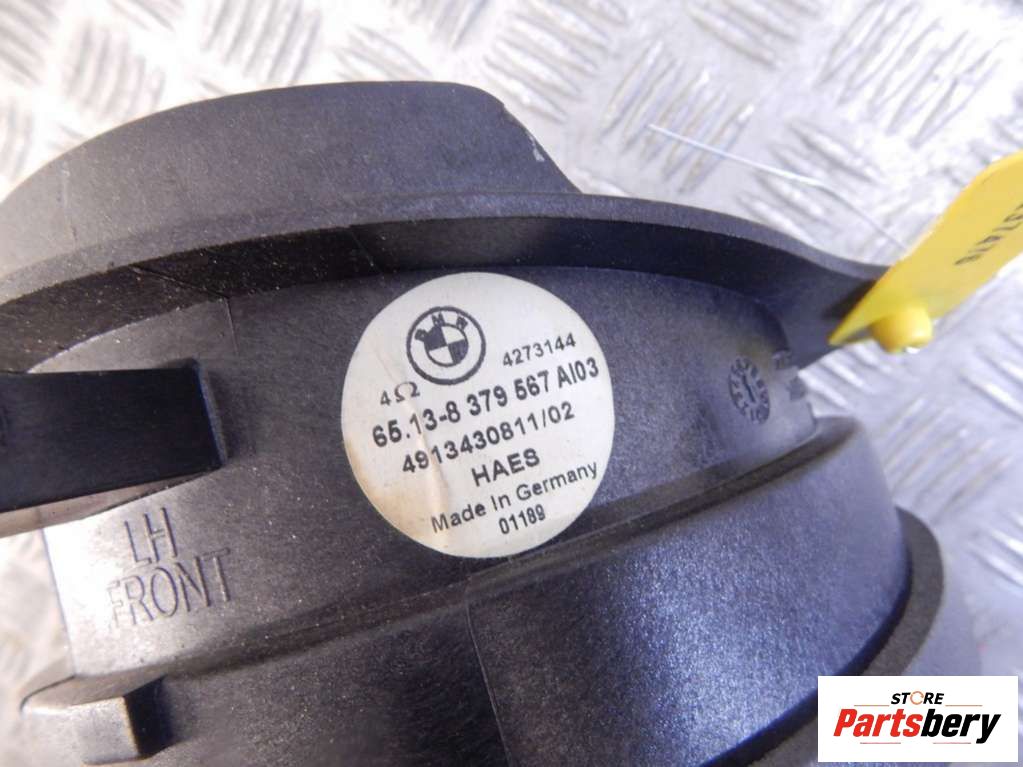 BMW
4Ω
4273144
65.13-8 379 567 AI03
4913430811/02
HAES
Made In Germany
01189
LH
FRONT
STORE
Partsbery